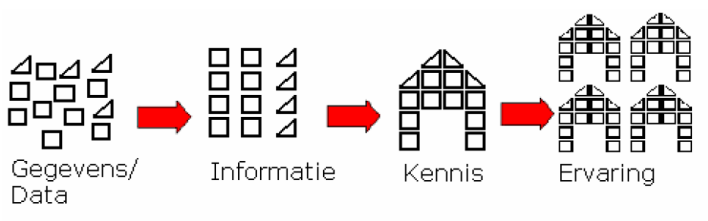 Gegevens/
Data
Informatie
Kennis
Ervaring